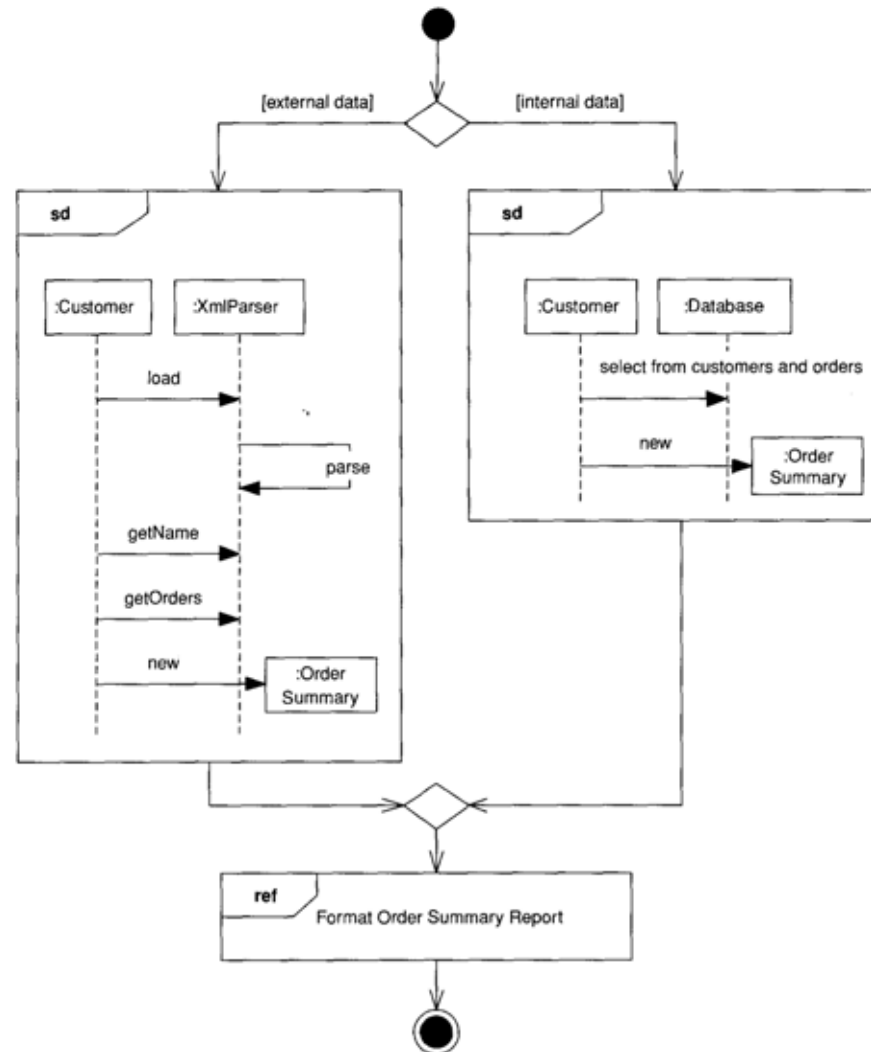 [external data]
[internal data]
sd
:Customer
:XmlParser
load
parse
getName
getOrders
new
:Order
Summary
sd
:Customer
:Database
select from customers and orders
new
:Order
Summary
ref
Format Order Summary Report